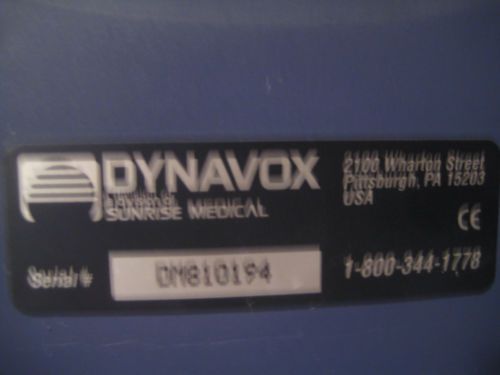 DYNAVOX
a division of
SUNRISE MEDICAL
2100 Wharton Street
Pittsburgh, PA 15203
USA
CE
Serial # DM810194
1-800-344-1778